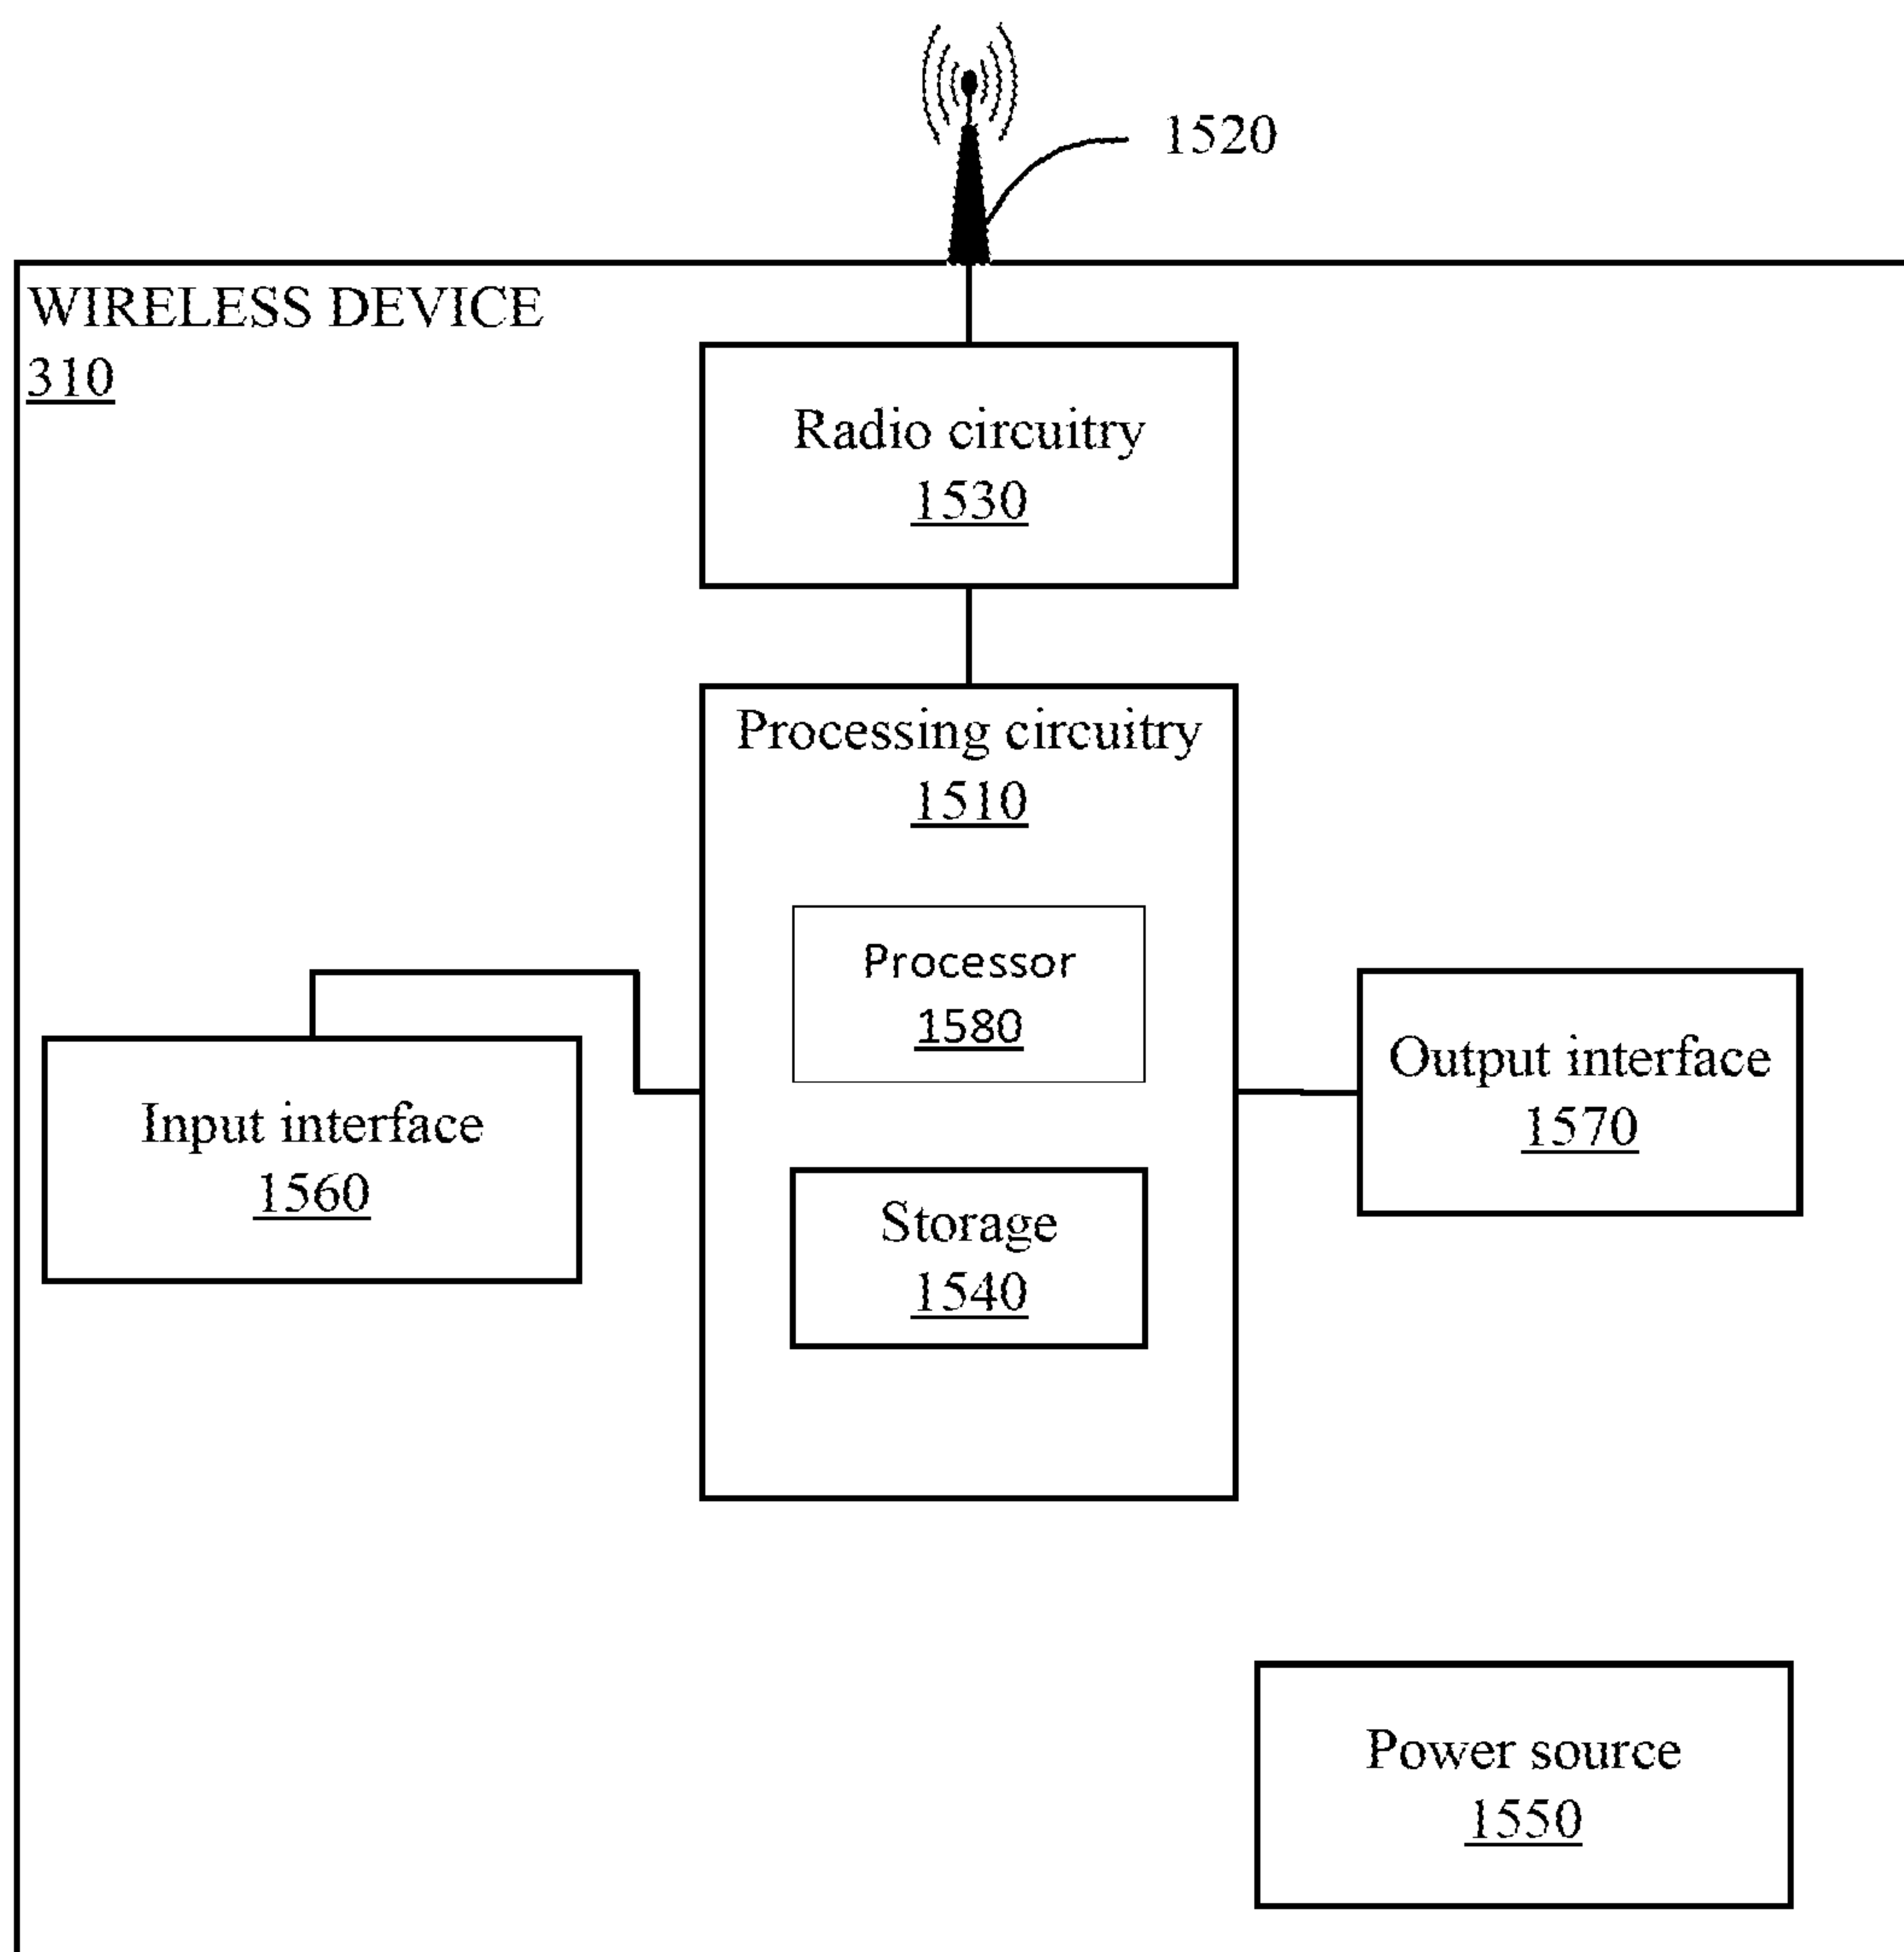 1520
WIRELESS DEVICE
310
Radio circuitry
1530
Processing circuitry
1510
Processor
1580
Input interface
1560
Storage
1540
Output interface
1570
Power source
1550